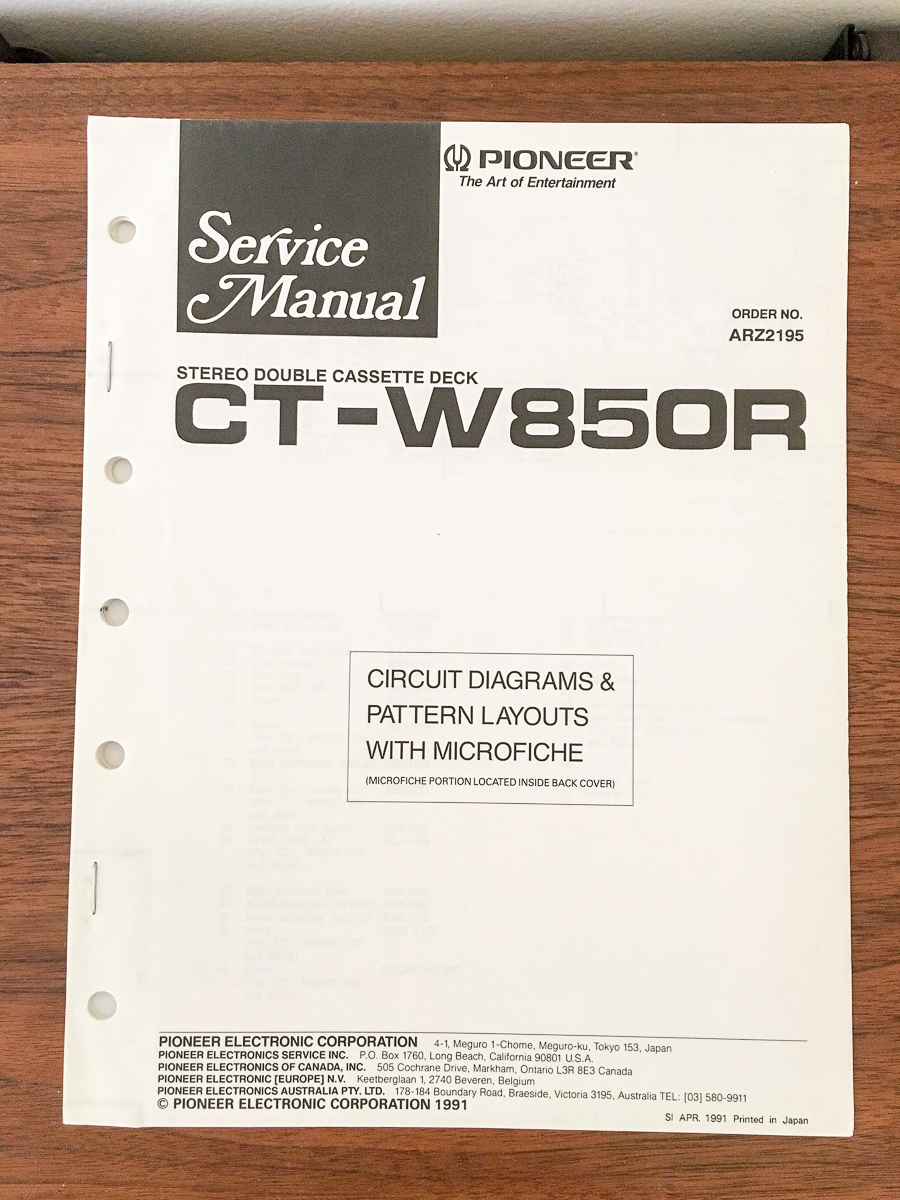 PIONEER®
The Art of Entertainment
Service
Manual
ORDER NO.
ARZ2195
STEREO DOUBLE CASSETTE DECK
CT-W850R
CIRCUIT DIAGRAMS &
PATTERN LAYOUTS
WITH MICROFICHE
(MICROFICHE PORTION LOCATED INSIDE BACK COVER)
PIONEER ELECTRONIC CORPORATION 4-1, Meguro 1-Chome, Meguro-ku, Tokyo 153, Japan
PIONEER ELECTRONICS SERVICE INC. P.O. Box 1760, Long Beach, California 90801 U.S.A.
PIONEER ELECTRONICS OF CANADA, INC. 505 Cochrane Drive, Markham, Ontario L3R 8E3 Canada
PIONEER ELECTRONIC [EUROPE] N.V. Keetberglaan 1, 2740 Beveren, Belgium
PIONEER ELECTRONICS AUSTRALIA PTY. LTD. 178-184 Boundary Road, Braeside, Victoria 3195, Australia TEL: [03] 580-9911
© PIONEER ELECTRONIC CORPORATION 1991
SI APR. 1991 Printed in Japan